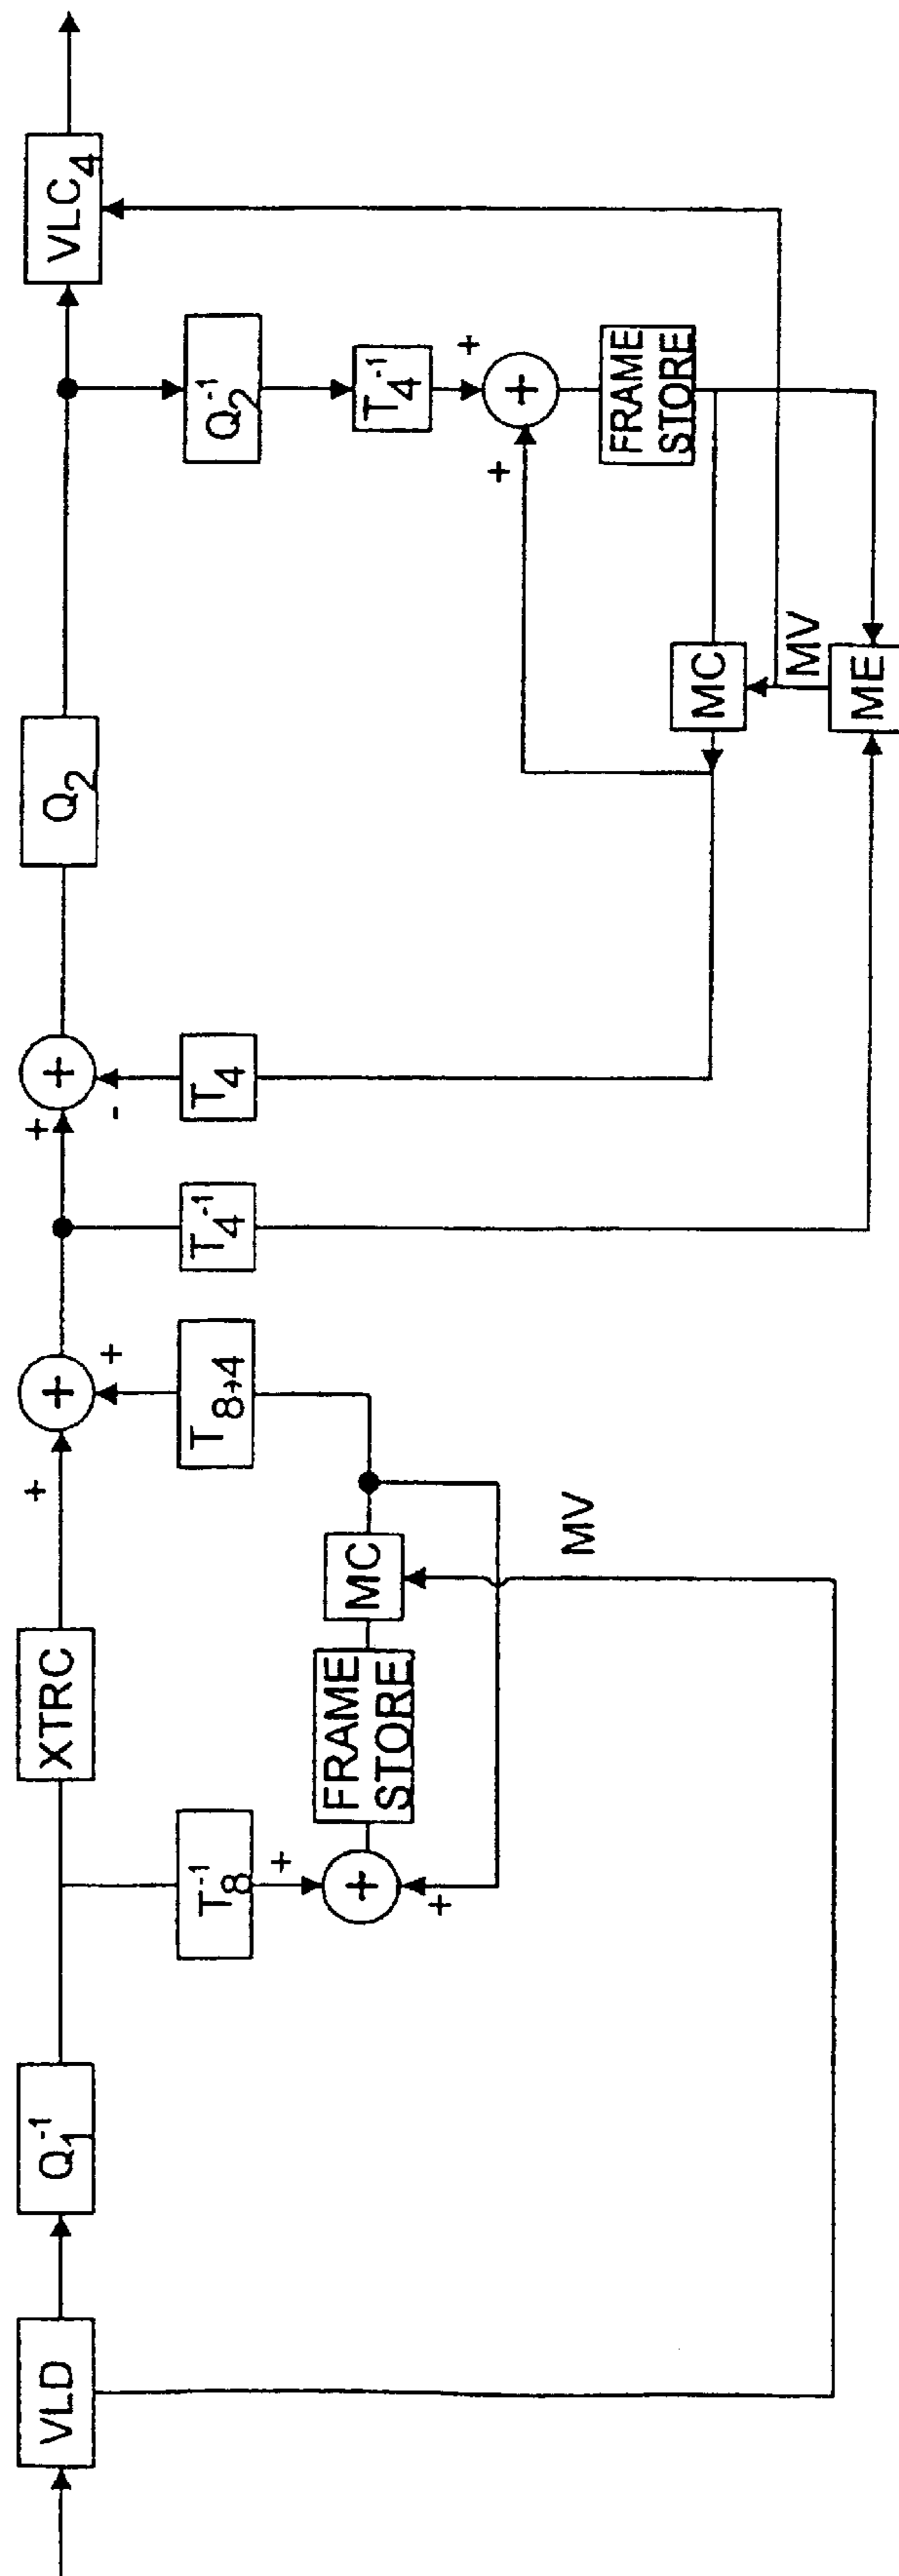 VLD
Q₁⁻¹
XTRC
+
+
+
+
-
+
Q₂
VLC₄
T₈⁻¹
+
+
+
FRAME
STORE
MC
T₈→₄
MV
T₄⁻¹
T₄
Q₂⁻¹
T₄⁻¹
+
+
+
FRAME
STORE
MC
MV
ME